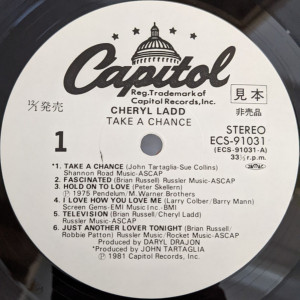 Capitol
Reg. Trademark of
Capitol Records, Inc.
CHERYL LADD
TAKE A CHANCE
見本
非売品
発売
1
STEREO
ECS-91031
(ECS-91031-A)
33⅓ r.p.m.
*1. TAKE A CHANCE (John Tartaglia-Sue Collins)
Shannon Road Music-ASCAP
2. FASCINATED (Brian Russell) Russler Music-ASCAP
3. HOLD ON TO LOVE (Peter Skellern)
Ⓟ 1975 Pendulum/M. Warner Brothers
4. I LOVE HOW YOU LOVE ME (Larry Colber/Barry Mann)
Screen Gems-EMI Music Inc.-BMI
5. TELEVISION (Brian Russell/Cheryl Ladd)
Russler Music-ASCAP
6. JUST ANOTHER LOVER TONIGHT (Brian Russell/
Robbie Patton) Russler Music/Rocket Music-ASCAP
Produced by DARYL DRAJON
*Produced by JOHN TARTAGLIA
Ⓟ 1981 Capitol Records, Inc.